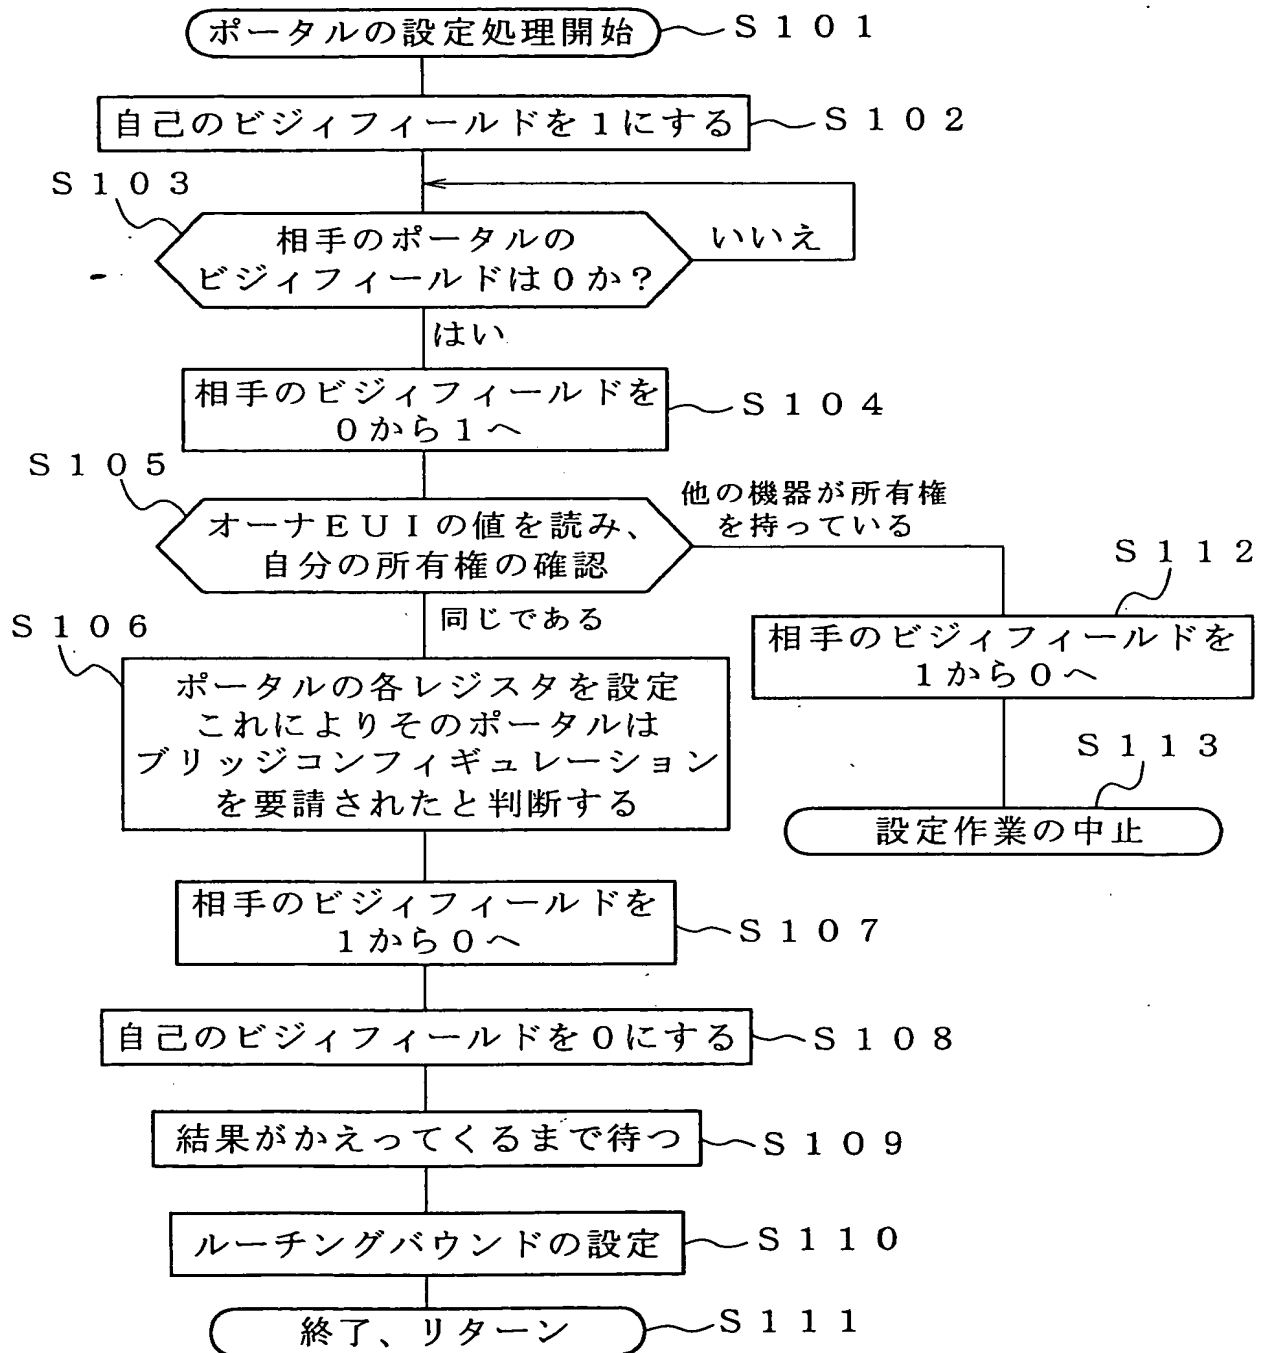 ポータルの設定処理開始
S101
自己のビジィフィールドを1にする
S102
S103
相手のポータルの
ビジィフィールドは0か?
いいえ
はい
相手のビジィフィールドを
0から1へ
S104
S105
オーナEUIの値を読み、
自分の所有権の確認
他の機器が所有権
を持っている
同じである
S112
相手のビジィフィールドを
1から0へ
S113
設定作業の中止
S106
ポータルの各レジスタを設定
これによりそのポータルは
ブリッジコンフィギュレーション
を要請されたと判断する
相手のビジィフィールドを
1から0へ
S107
自己のビジィフィールドを0にする
S108
結果がかえってくるまで待つ
S109
ルーチングバウンドの設定
S110
終了、リターン
S111